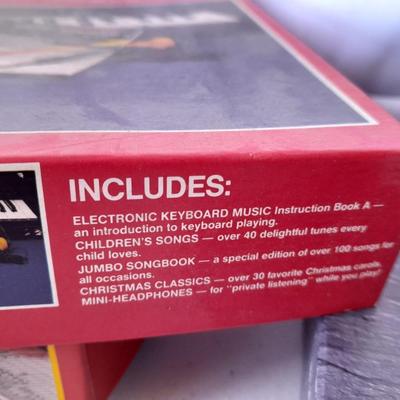 INCLUDES:
ELECTRONIC KEYBOARD MUSIC Instruction Book A —
an introduction to keyboard playing.
CHILDREN'S SONGS — over 40 delightful tunes every
child loves.
JUMBO SONGBOOK — a special edition of over 100 songs for
all occasions.
CHRISTMAS CLASSICS — over 30 favorite Christmas carols.
MINI-HEADPHONES — for "private listening" while you play!